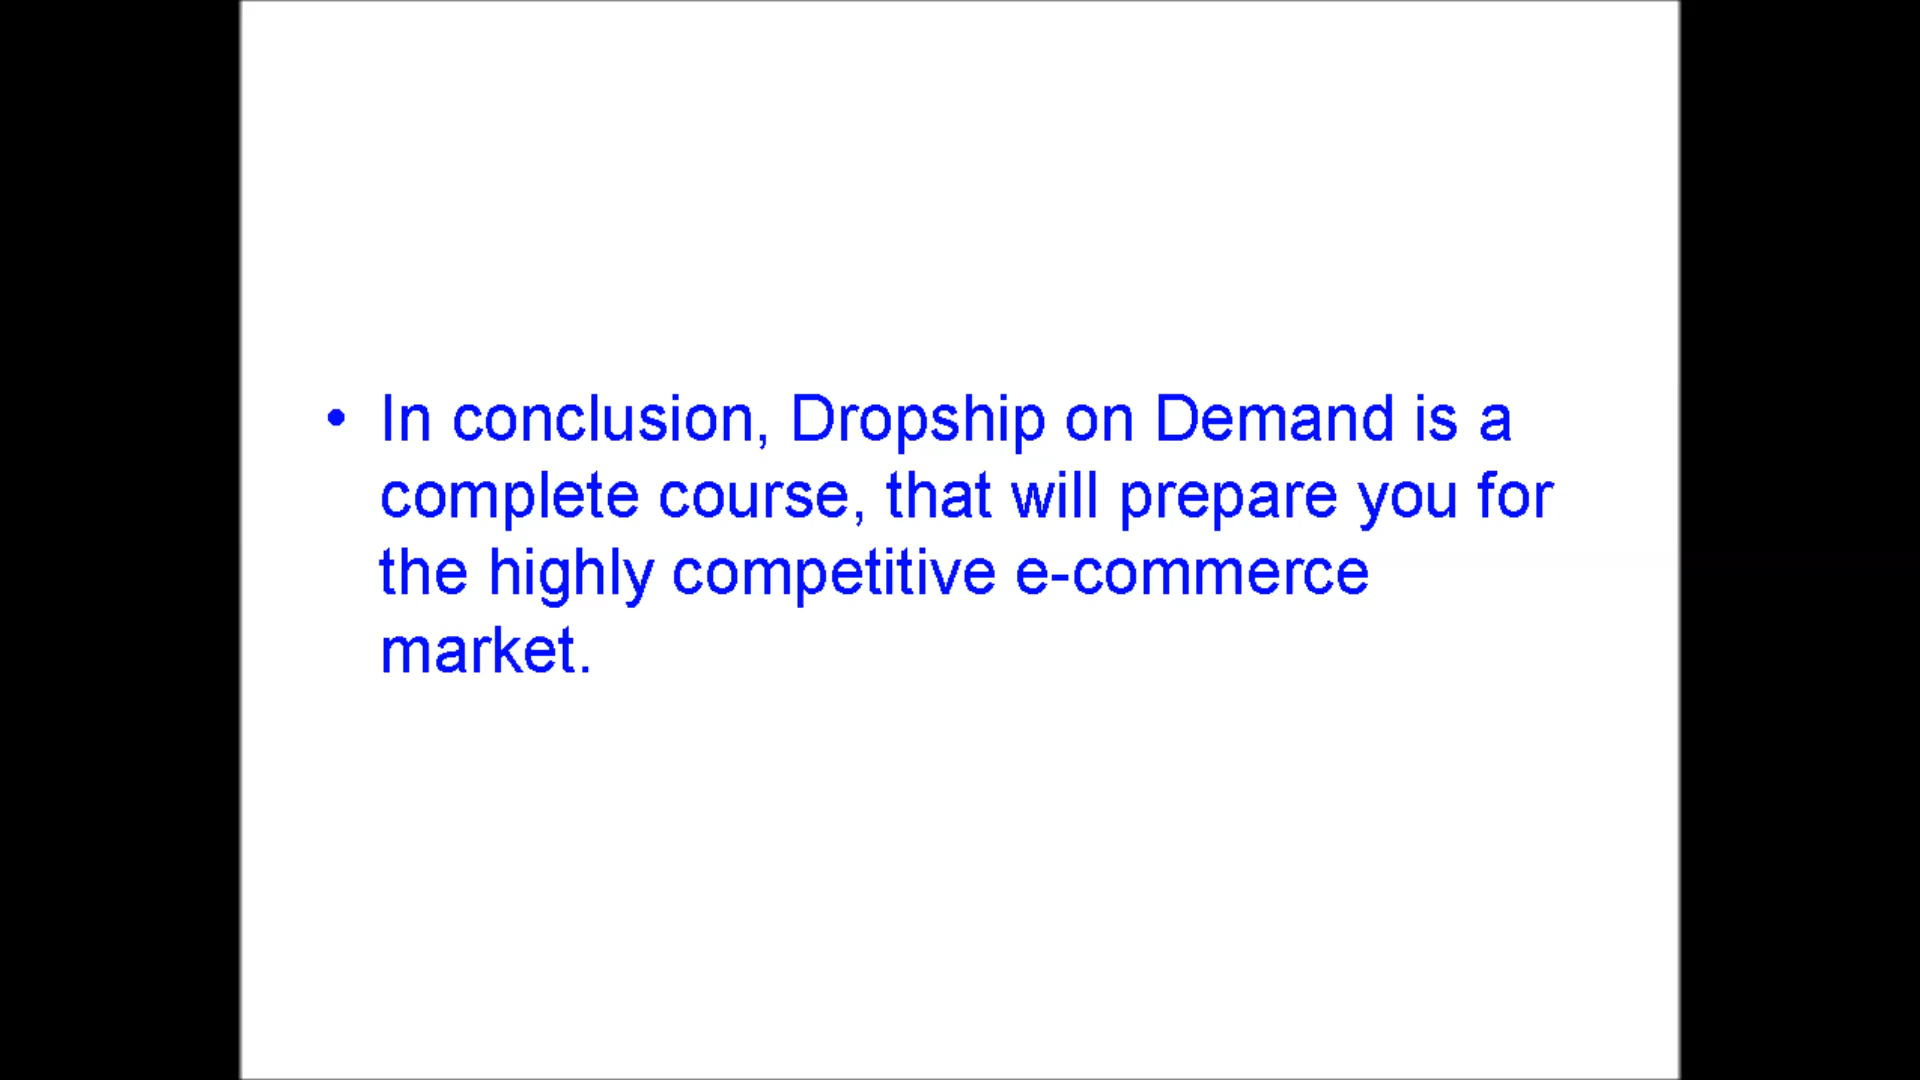 • In conclusion, Dropship on Demand is a
complete course, that will prepare you for
the highly competitive e-commerce
market.